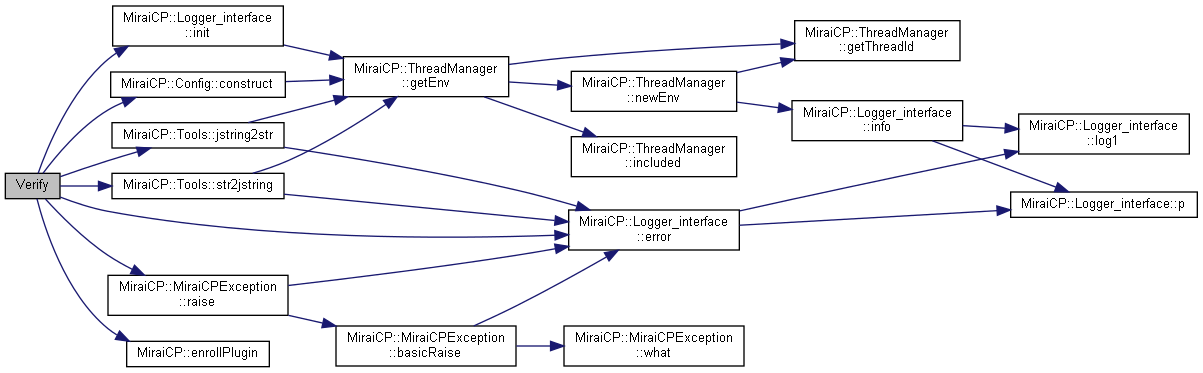 Verify
MiraiCP::Logger_interface
::init
MiraiCP::Config::construct
MiraiCP::Tools::jstring2str
MiraiCP::Tools::str2jstring
MiraiCP::MiraiCPException
::raise
MiraiCP::enrollPlugin
MiraiCP::ThreadManager
::getEnv
MiraiCP::MiraiCPException
::basicRaise
MiraiCP::ThreadManager
::newEnv
MiraiCP::ThreadManager
::included
MiraiCP::Logger_interface
::error
MiraiCP::MiraiCPException
::what
MiraiCP::ThreadManager
::getThreadId
MiraiCP::Logger_interface
::info
MiraiCP::Logger_interface
::log1
MiraiCP::Logger_interface::p